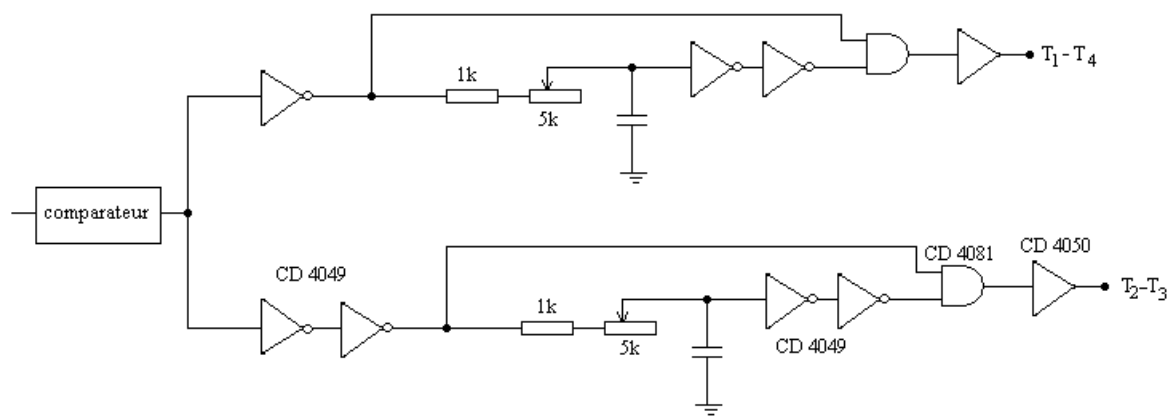 T1-T4
1k
5k
comparateur
CD 4049
CD 4081
CD 4050
T2-T3
1k
5k
CD 4049